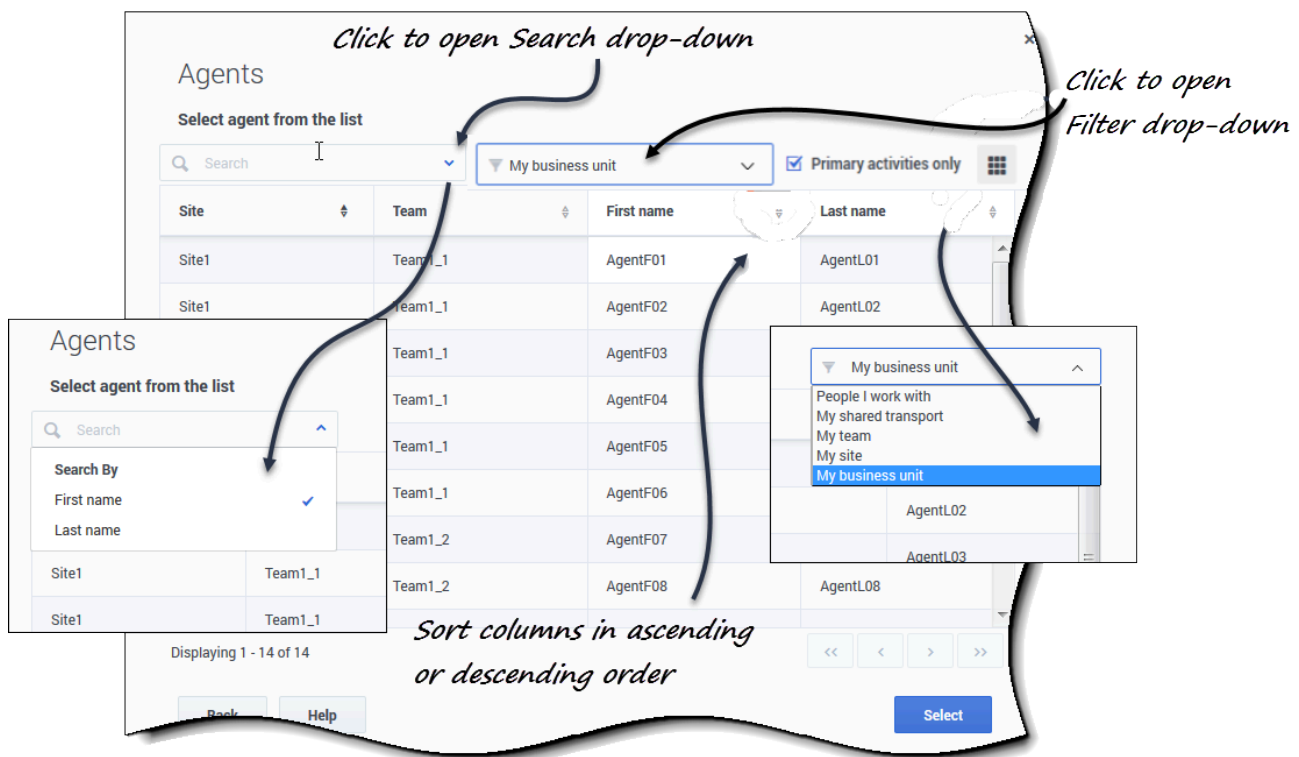 Click to open Search drop-down
Agents
Click to open
Filter drop-down
Select agent from the list
Search
My business unit
Primary activities only
Site Team First name Last name
Site1 Team1_1 AgentF01 AgentL01
Site1 Team1_1 AgentF02 AgentL02
Team1_1 AgentF03
Team1_1 AgentF04
Team1_1 AgentF05
Team1_1 AgentF06
Team1_2 AgentF07
Team1_2 AgentF08 AgentL08
Agents
Select agent from the list
Search
Search By
First name
Last name
Site1 Team1_1
Site1 Team1_1
My business unit
People I work with
My shared transport
My team
My site
My business unit
AgentL02
AgentL03
Sort columns in ascending
or descending order
Displaying 1 - 14 of 14
<< < > >>
Back Help Select